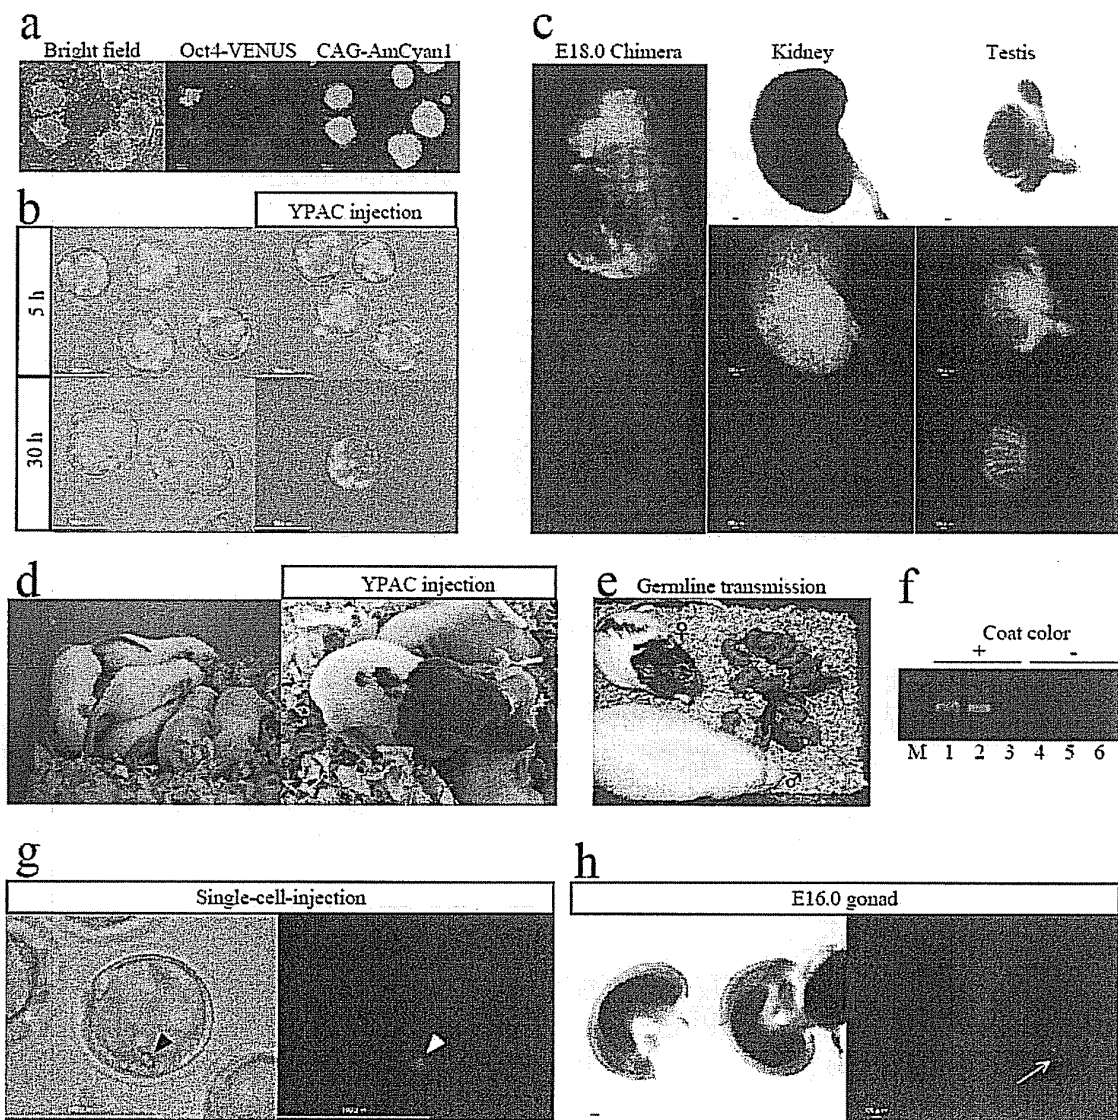 a
Bright field
Oct4-VENUS
CAG-AmCyan1
b
YPAC injection
5 h
30 h
c
E18.0 Chimera
Kidney
Testis
d
YPAC injection
e
Germline transmission
♀
♂
f
Coat color
+ -
M 1 2 3 4 5 6
g
Single-cell-injection
h
E16.0 gonad